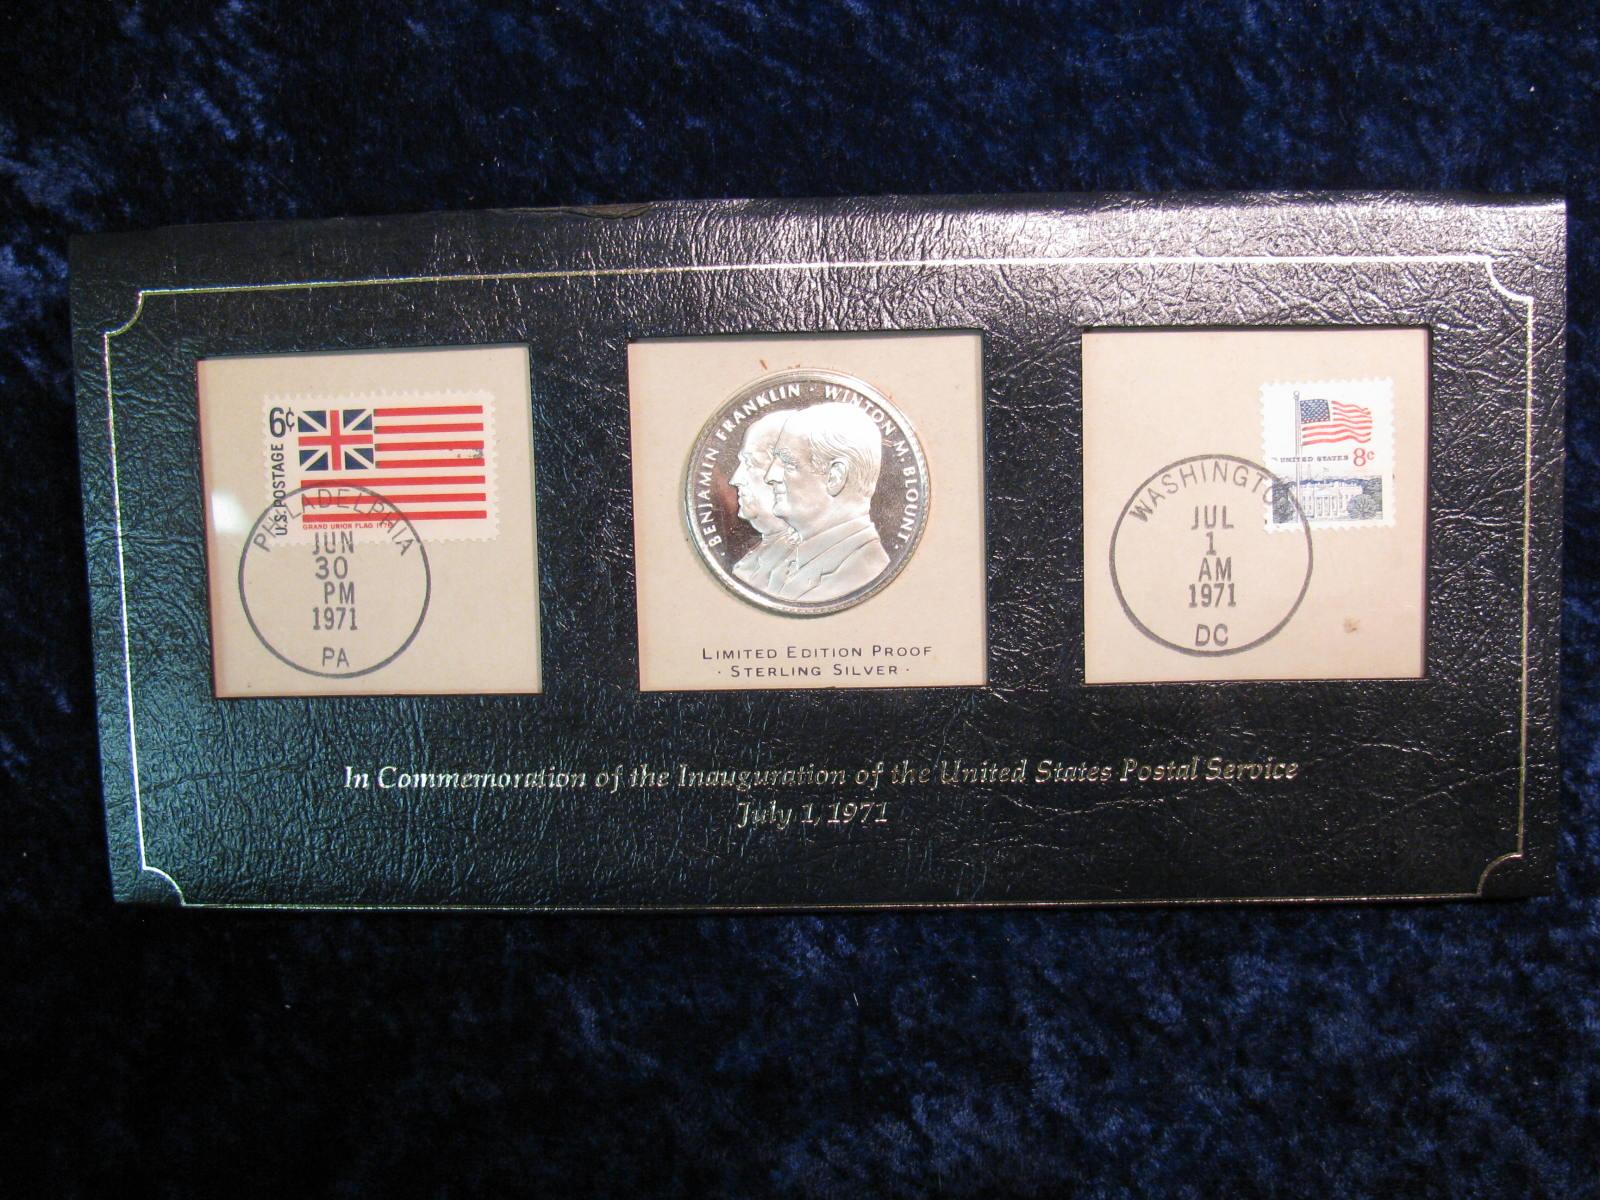 6¢
U.S. POSTAGE
GRAND UNION FLAG 1776
PHILADELPHIA
JUN
30
PM
1971
PA
BENJAMIN FRANKLIN · WINTON M. BLOUNT ·
LIMITED EDITION PROOF
· STERLING SILVER ·
UNITED STATES 8¢
WASHINGTON
JUL
1
AM
1971
DC
In Commemoration of the Inauguration of the United States Postal Service
July 1, 1971